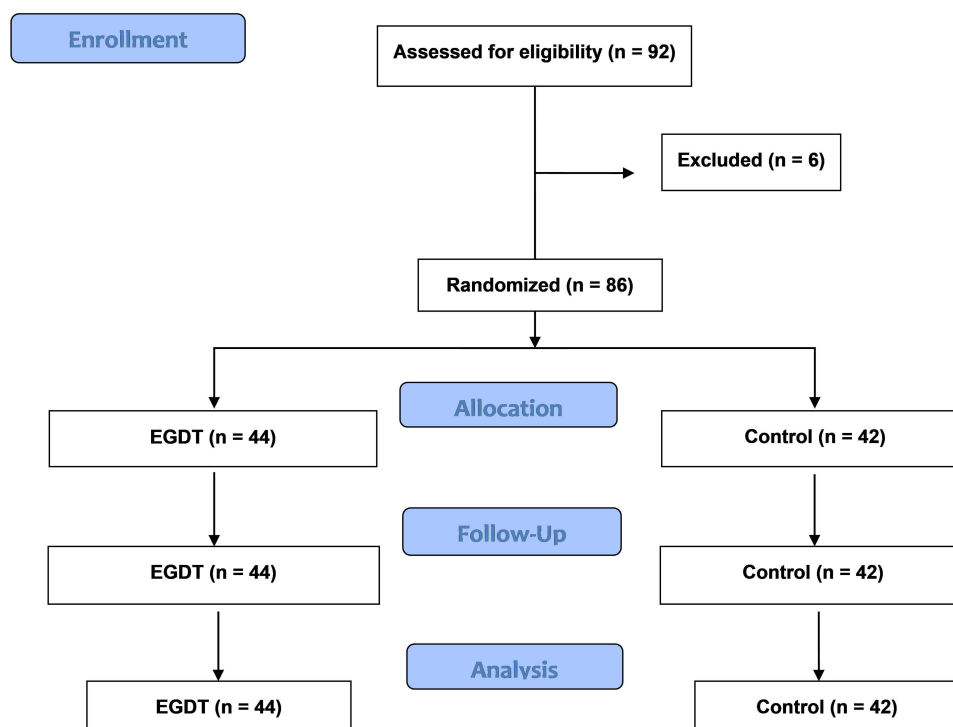 Enrollment
Assessed for eligibility (n = 92)
Excluded (n = 6)
Randomized (n = 86)
Allocation
EGDT (n = 44)
Control (n = 42)
Follow-Up
EGDT (n = 44)
Control (n = 42)
Analysis
EGDT (n = 44)
Control (n = 42)